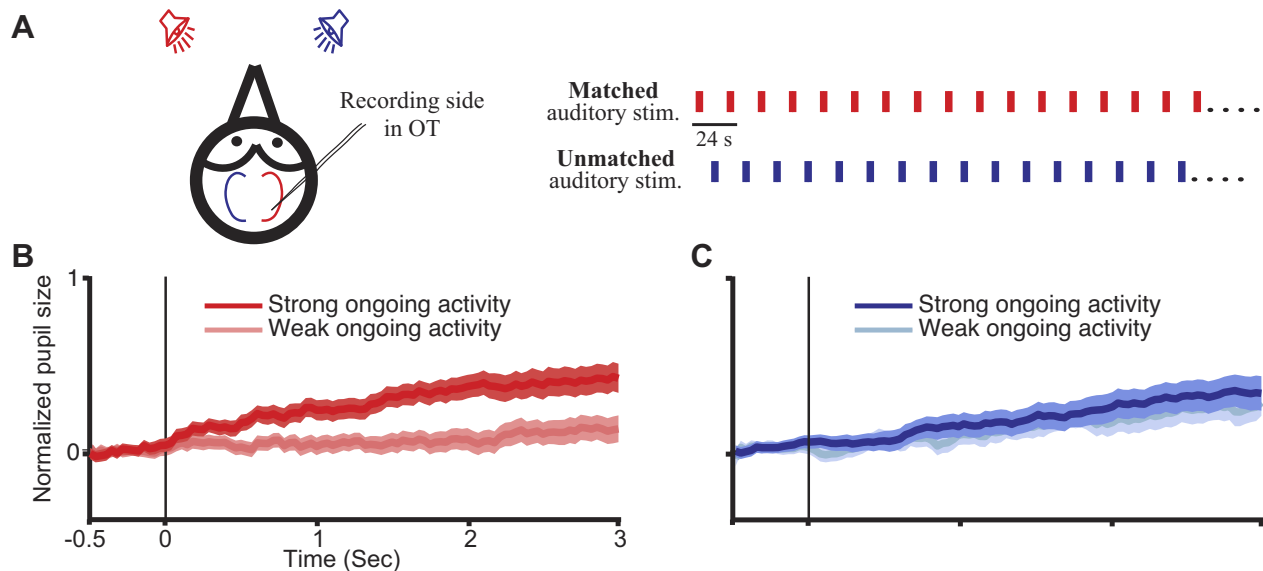 A
Recording side
in OT
Matched
auditory stim.
24 s
Unmatched
auditory stim.
B
Normalized pupil size
1
0
Strong ongoing activity
Weak ongoing activity
-0.5
0
1
2
3
Time (Sec)
C
Strong ongoing activity
Weak ongoing activity